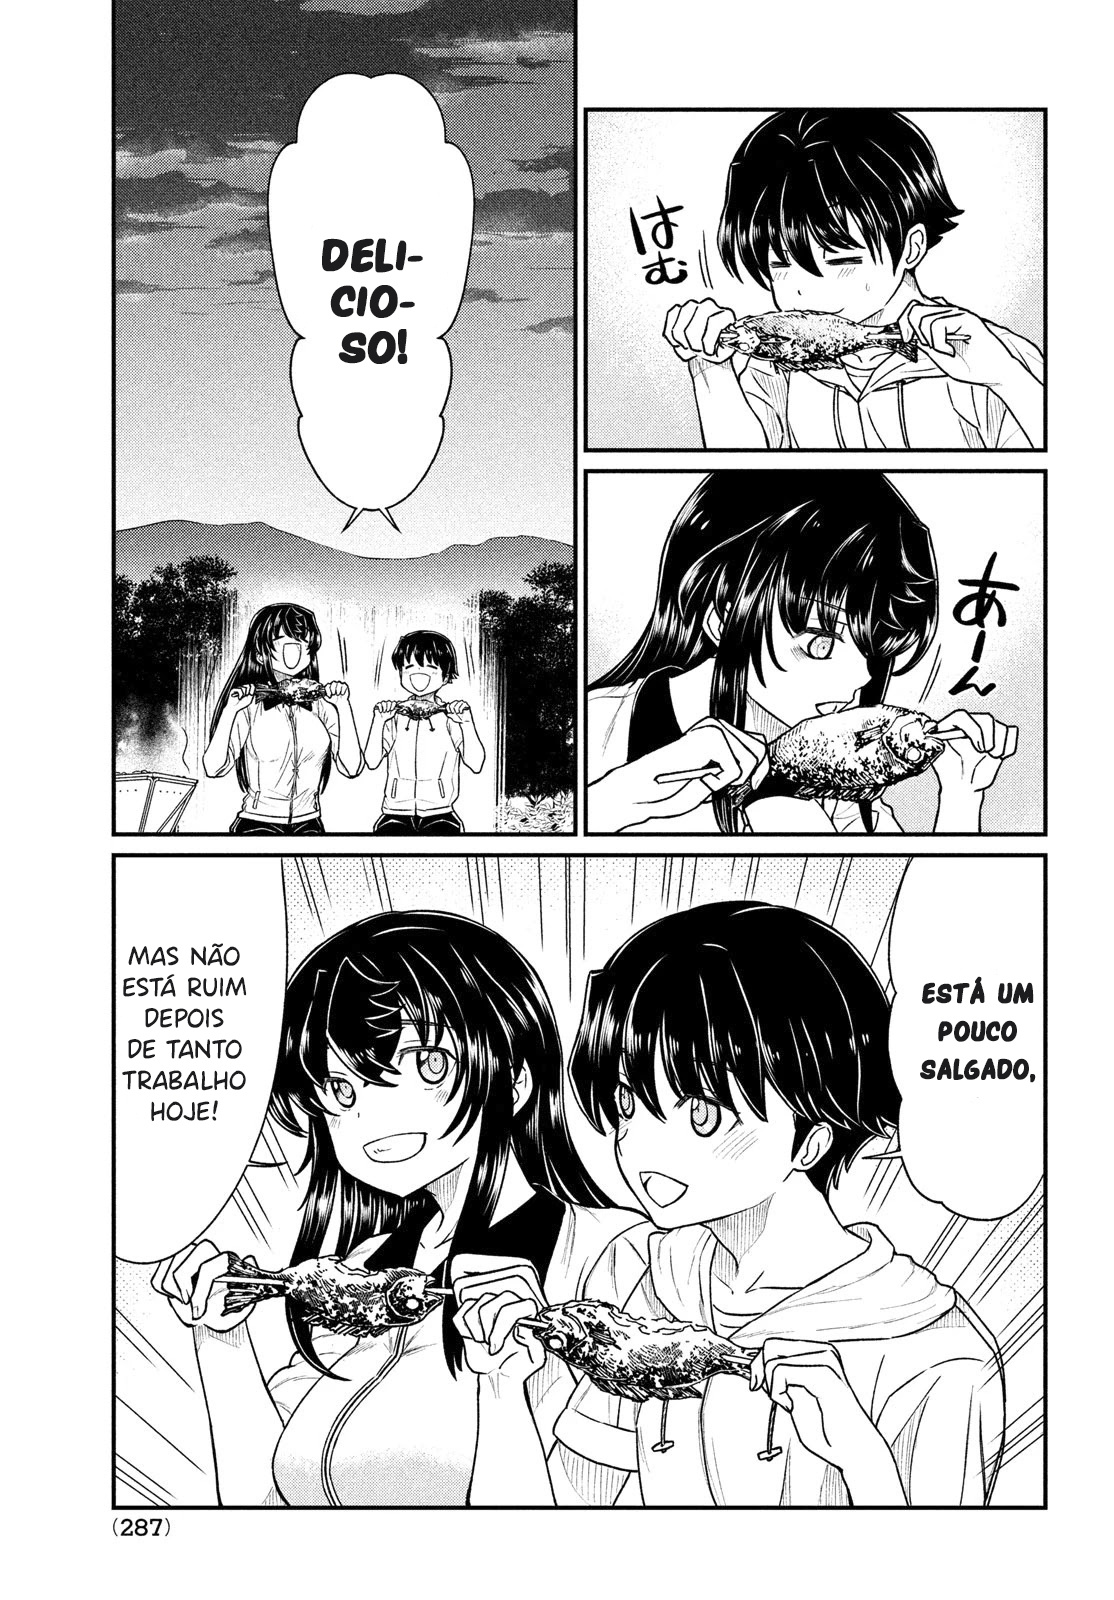 はむ
あーん
DELI-
CIO-
SO!
ESTÁ UM
POUCO
SALGADO,
MAS NÃO
ESTÁ RUIM
DEPOIS
DE TANTO
TRABALHO
HOJE!
(287)